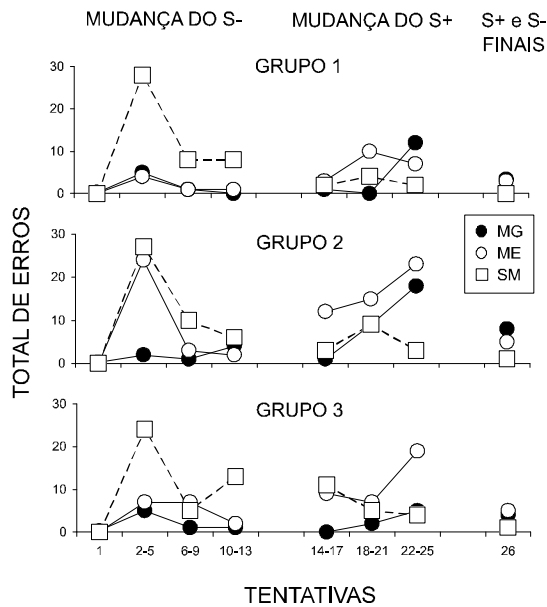 MUDANÇA DO S-
MUDANÇA DO S+
S+ e S-
FINAIS
GRUPO 1
30
20
10
0
GRUPO 2
30
20
10
0
MG
ME
SM
GRUPO 3
30
20
10
0
1
2-5
6-9
10-13
14-17
18-21
22-25
26
TOTAL DE ERROS
TENTATIVAS